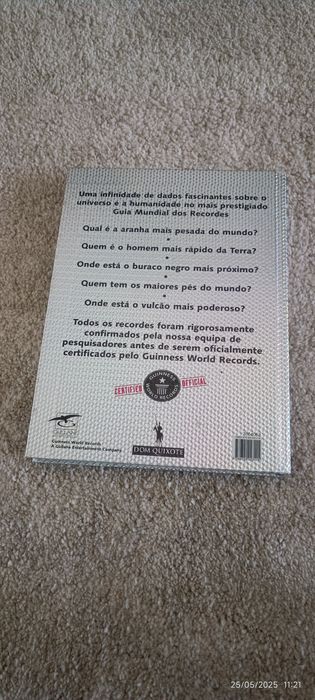 Uma infinidade de dados fascinantes sobre o
universo e a humanidade no mais prestigiado
Guia Mundial dos Recordes
Qual é a aranha mais pesada do mundo?
•
Quem é o homem mais rápido da Terra?
•
Onde está o buraco negro mais próximo?
•
Quem tem os maiores pés do mundo?
•
Onde está o vulcão mais poderoso?
Todos os recordes foram rigorosamente
confirmados pela nossa equipa de
pesquisadores antes de serem oficialmente
certificados pelo Guinness World Records.
CERTIFICO
GUINNESS
WORLD RECORDS
OFFICIAL
Guinness World Records
A Gullane Entertainment Company
DOM QUIXOTE
25/05/2025 11:21